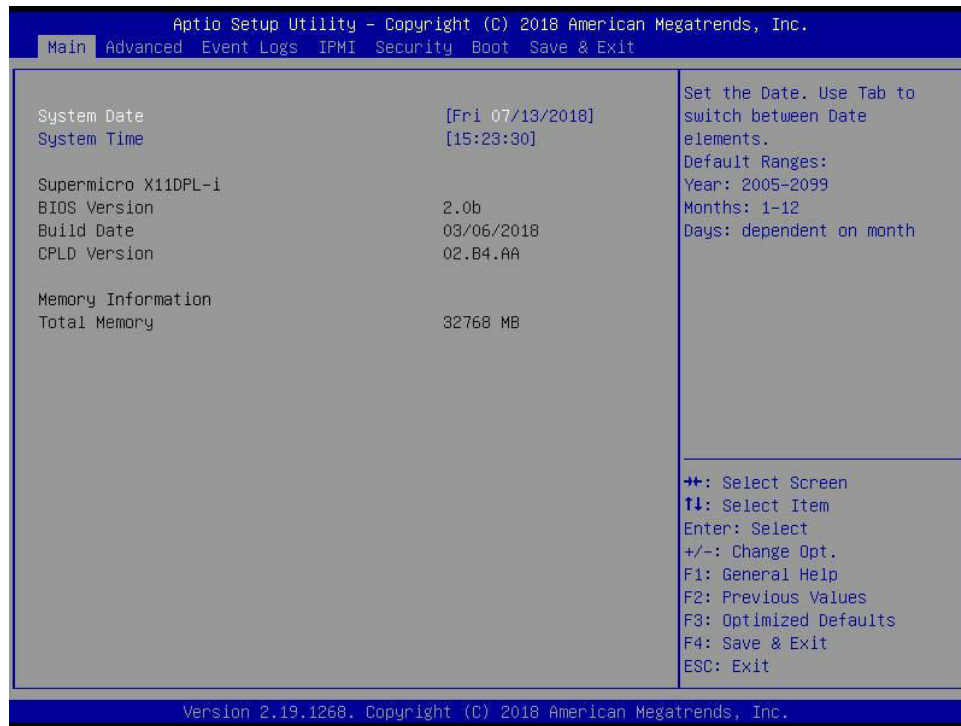 Aptio Setup Utility – Copyright (C) 2018 American Megatrends, Inc.
Main Advanced Event Logs IPMI Security Boot Save & Exit
System Date [Fri 07/13/2018]
System Time [15:23:30]
Supermicro X11DPL-i
BIOS Version 2.0b
Build Date 03/06/2018
CPLD Version 02.B4.AA
Memory Information
Total Memory 32768 MB
Set the Date. Use Tab to
switch between Date
elements.
Default Ranges:
Year: 2005-2099
Months: 1-12
Days: dependent on month
→←: Select Screen
↑↓: Select Item
Enter: Select
+/-: Change Opt.
F1: General Help
F2: Previous Values
F3: Optimized Defaults
F4: Save & Exit
ESC: Exit
Version 2.19.1268. Copyright (C) 2018 American Megatrends, Inc.